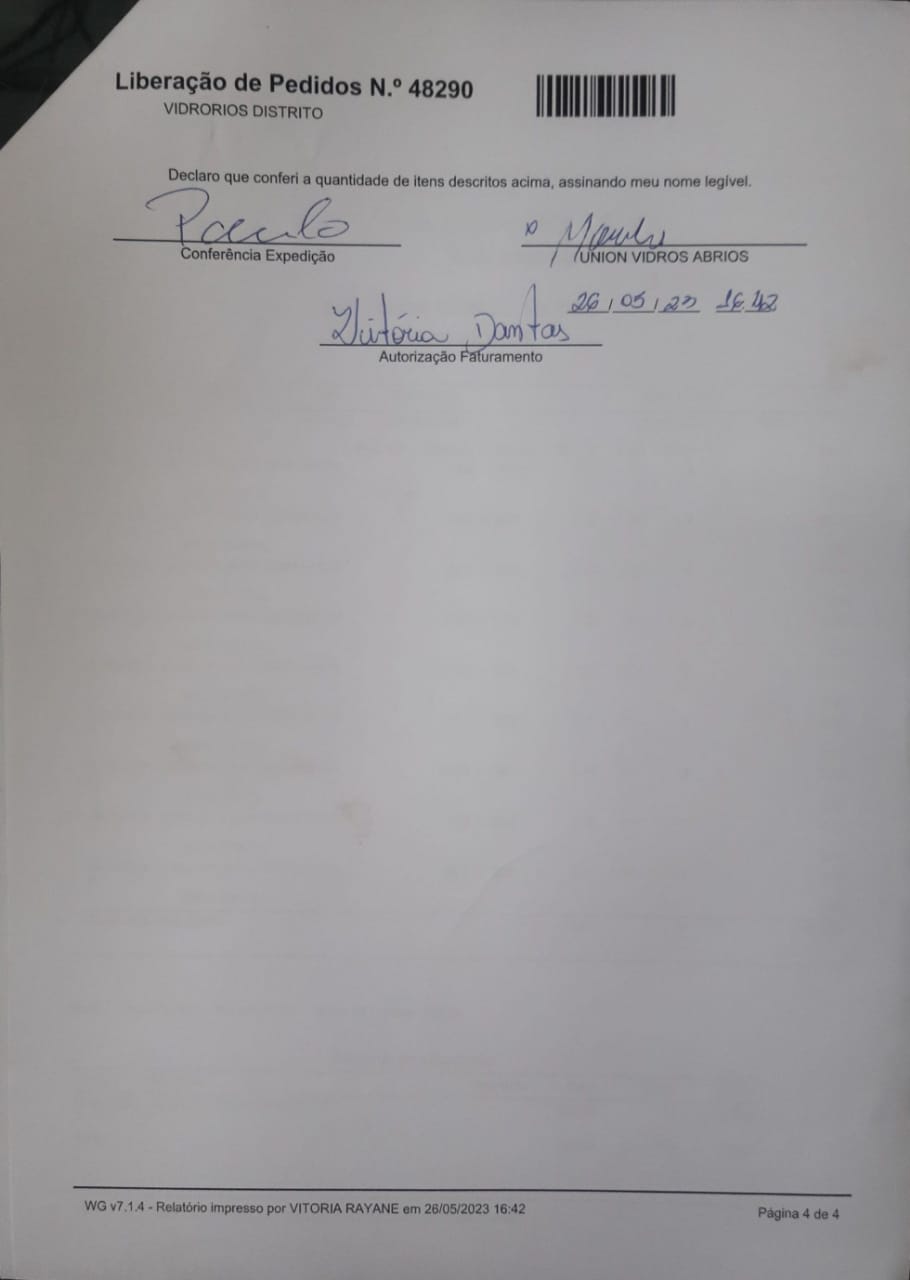 Liberação de Pedidos N.º 48290
VIDRORIOS DISTRITO
Declaro que conferi a quantidade de itens descritos acima, assinando meu nome legível.
Paulo
Conferência Expedição
UNION VIDROS ABRIOS
26/05/23 16:42
Vitória Dantas
Autorização Faturamento
WG v7.1.4 - Relatório impresso por VITORIA RAYANE em 26/05/2023 16:42
Página 4 de 4